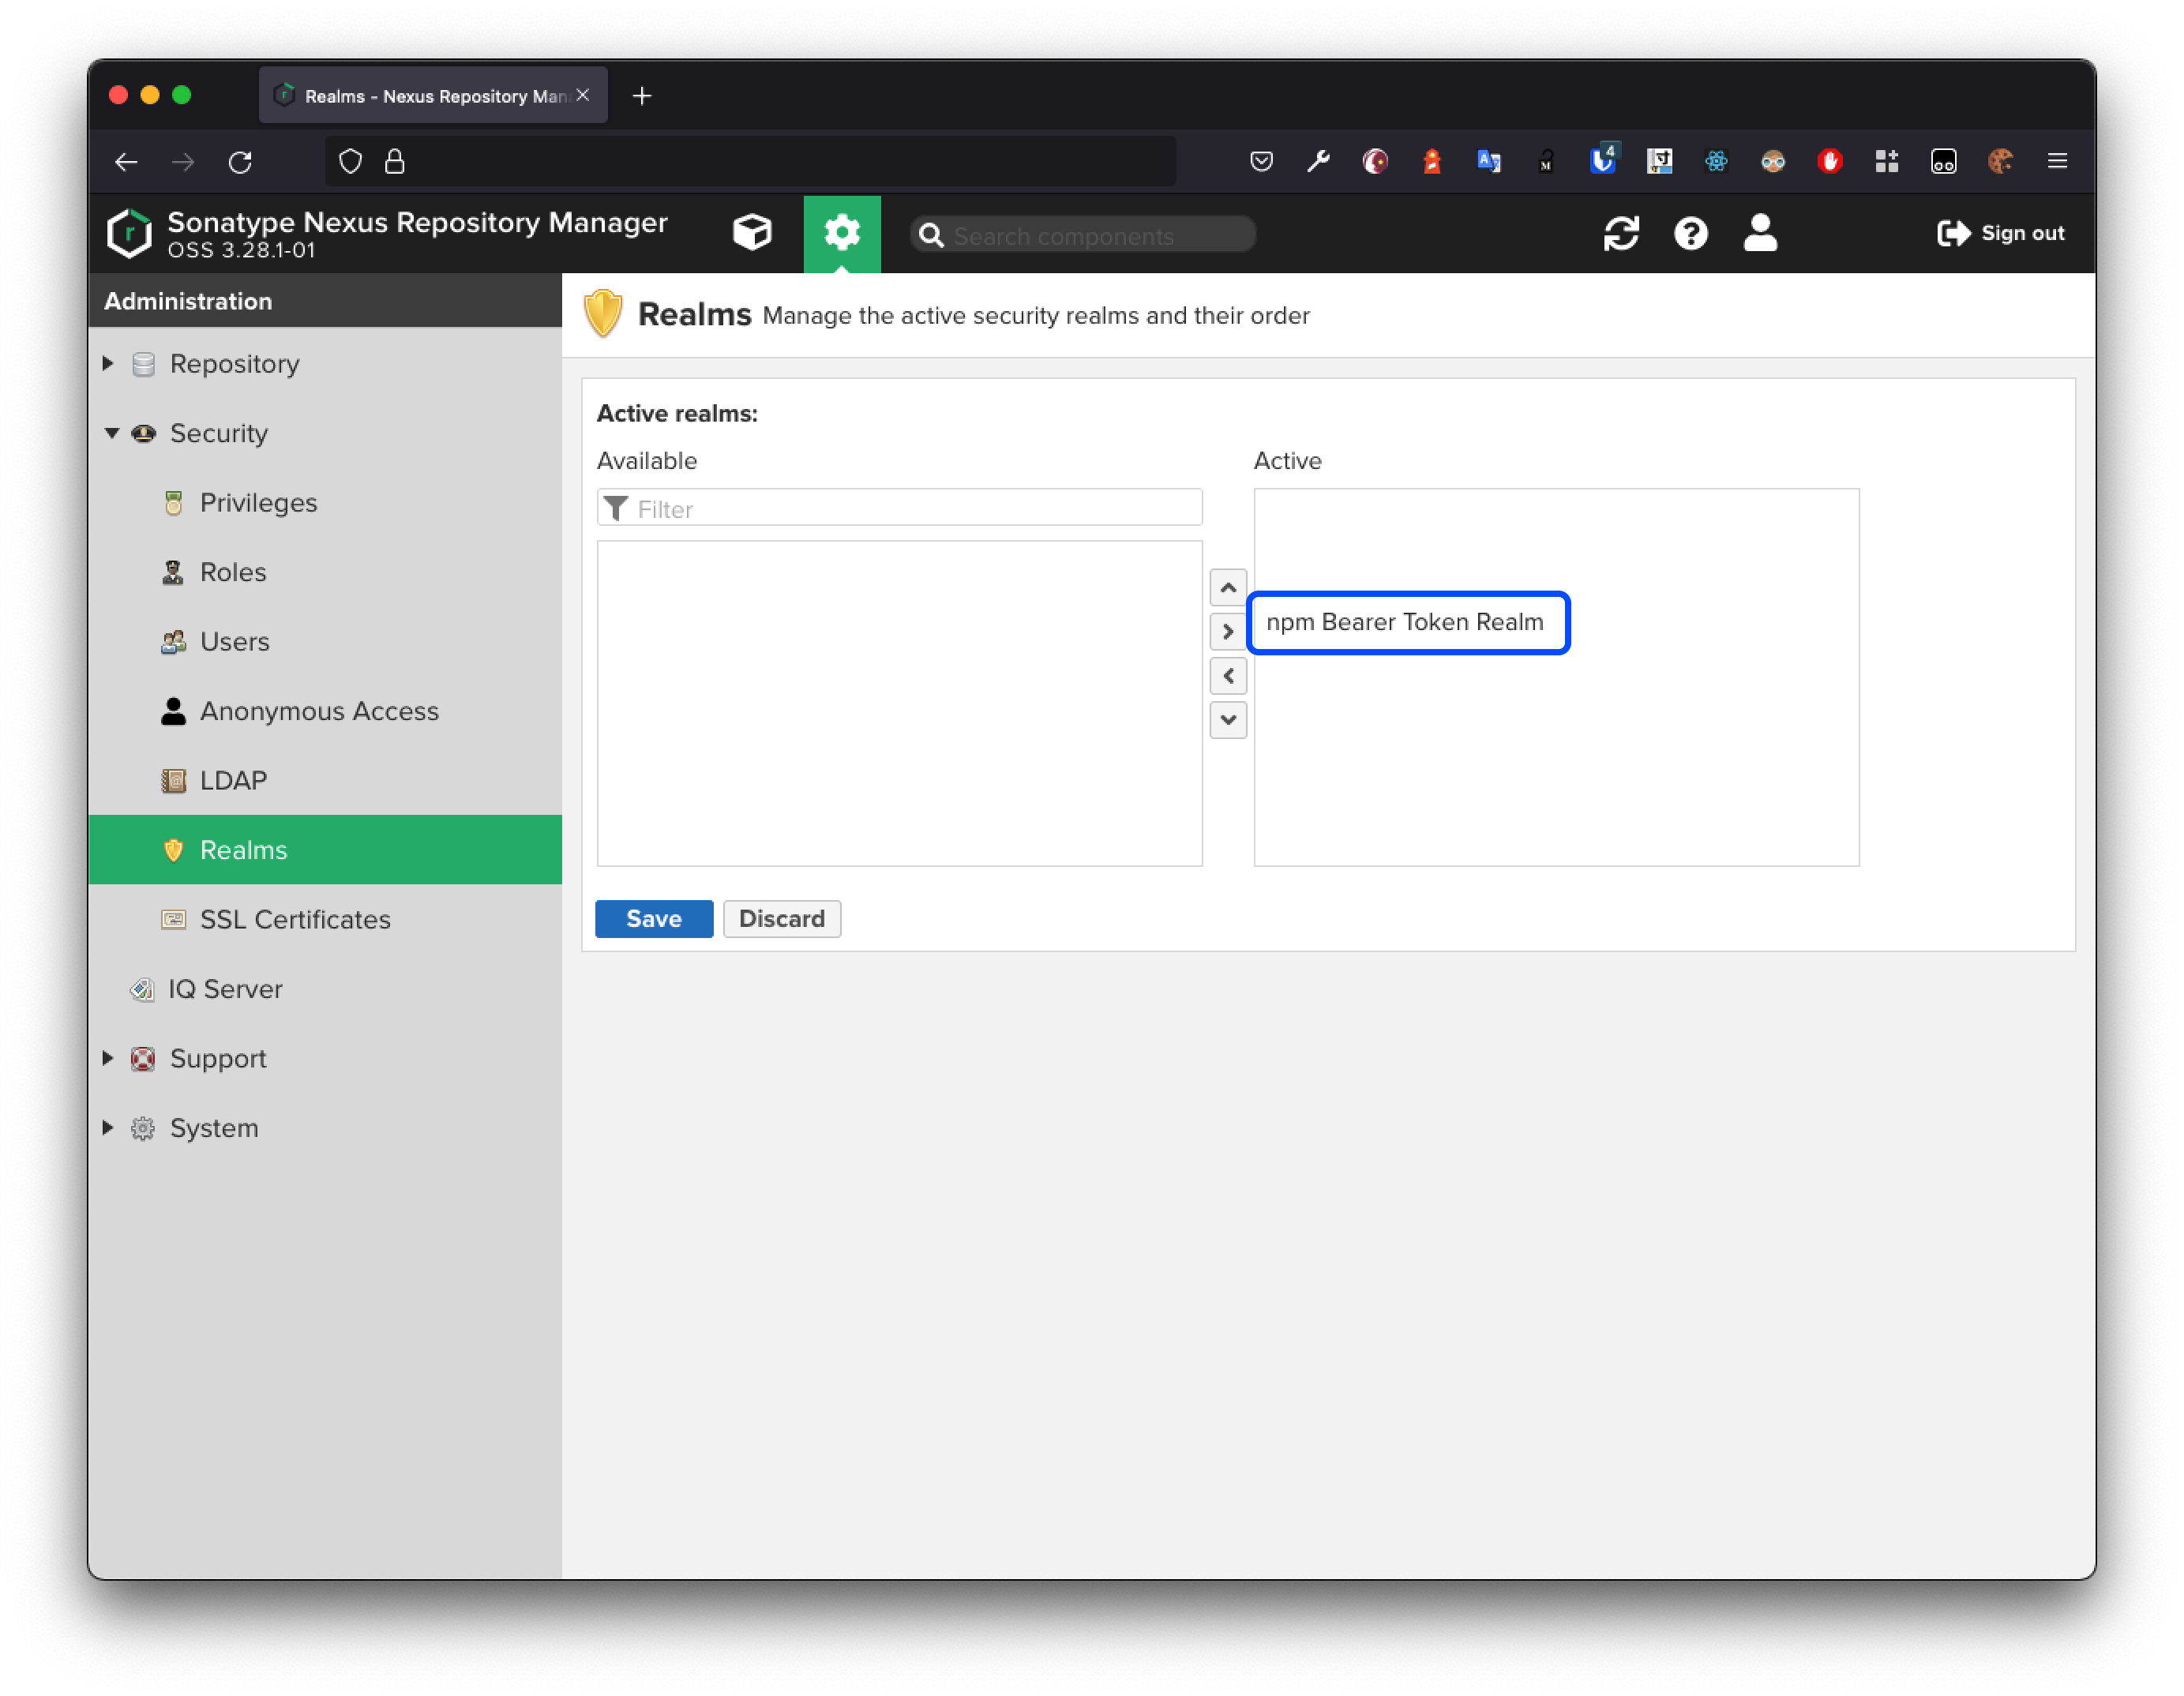 Realms - Nexus Repository Man
4
Sonatype Nexus Repository Manager
OSS 3.28.1-01
Search components
Sign out
Administration
Repository
Security
Privileges
Roles
Users
Anonymous Access
LDAP
Realms
SSL Certificates
IQ Server
Support
System
Realms Manage the active security realms and their order
Active realms:
Available
Active
Filter
npm Bearer Token Realm
Save
Discard